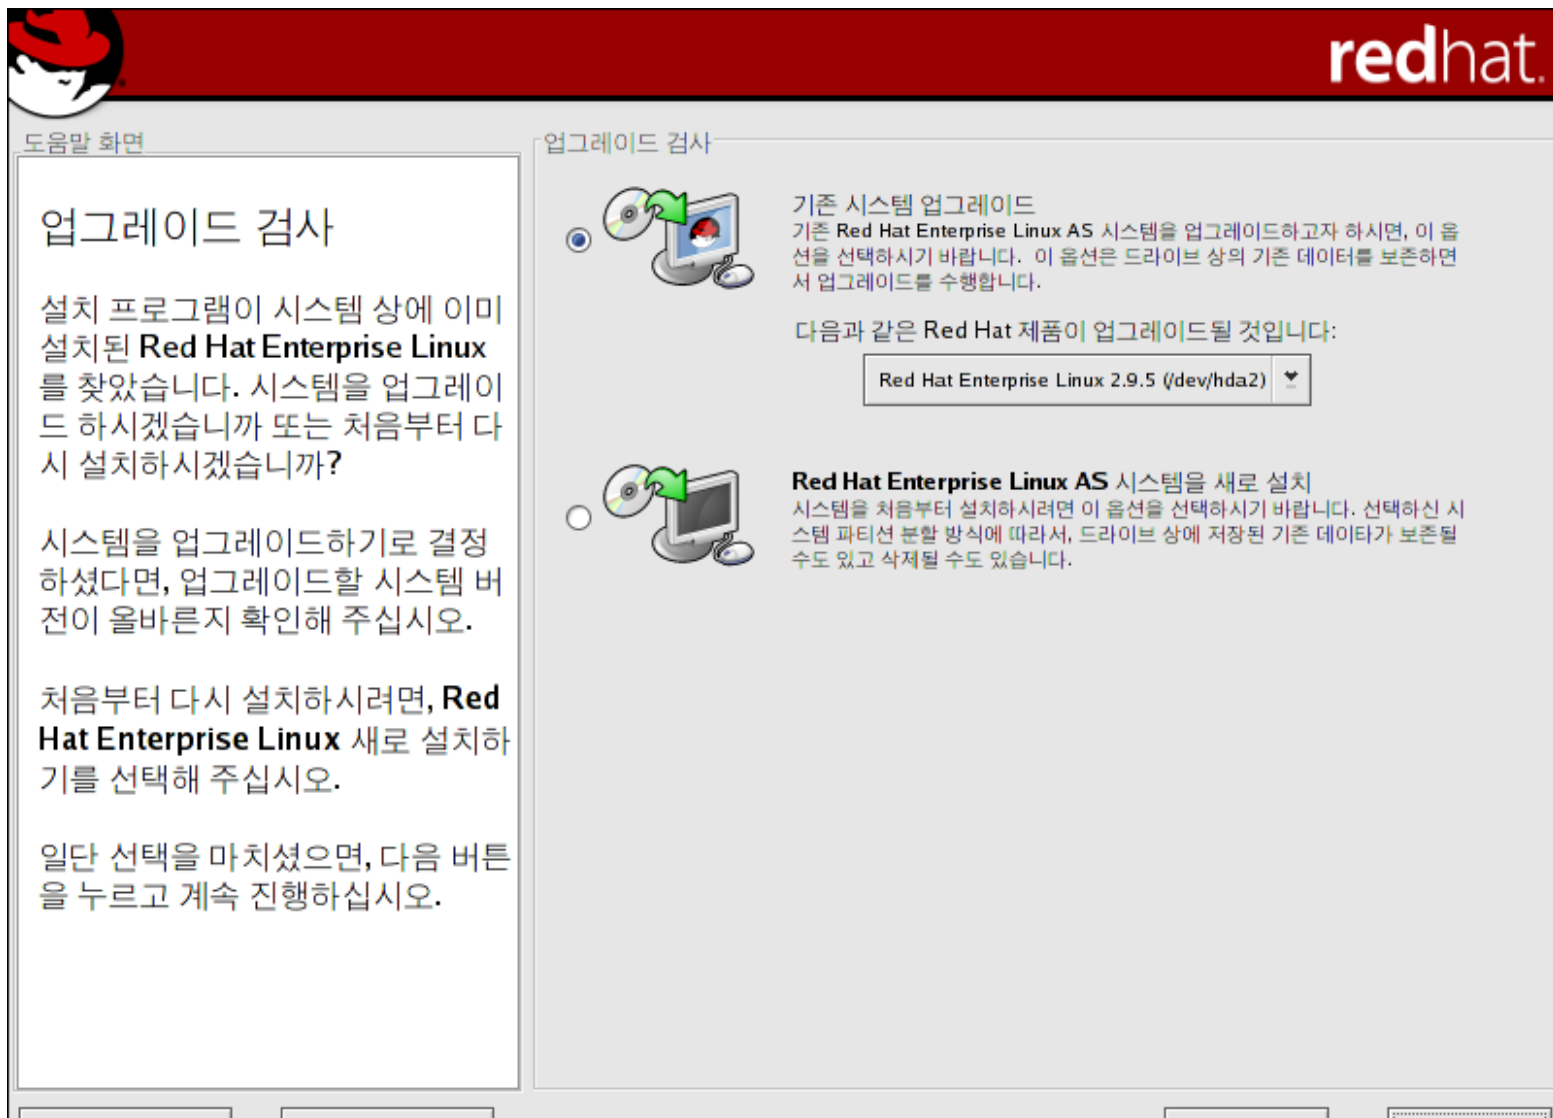 redhat.
도움말 화면
업그레이드 검사
설치 프로그램이 시스템 상에 이미
설치된 Red Hat Enterprise Linux
를 찾았습니다. 시스템을 업그레이
드 하시겠습니까 또는 처음부터 다
시 설치하시겠습니까?
시스템을 업그레이드하기로 결정
하셨다면, 업그레이드할 시스템 버
전이 올바른지 확인해 주십시오.
처음부터 다시 설치하시려면, Red
Hat Enterprise Linux 새로 설치하
기를 선택해 주십시오.
일단 선택을 마치셨으면, 다음 버튼
을 누르고 계속 진행하십시오.
업그레이드 검사
기존 시스템 업그레이드
기존 Red Hat Enterprise Linux AS 시스템을 업그레이드하고자 하시면, 이 옵
션을 선택하시기 바랍니다. 이 옵션은 드라이브 상의 기존 데이터를 보존하면
서 업그레이드를 수행합니다.
다음과 같은 Red Hat 제품이 업그레이드될 것입니다:
Red Hat Enterprise Linux 2.9.5 (/dev/hda2)
Red Hat Enterprise Linux AS 시스템을 새로 설치
시스템을 처음부터 설치하시려면 이 옵션을 선택하시기 바랍니다. 선택하신 시
스템 파티션 분할 방식에 따라서, 드라이브 상에 저장된 기존 데이타가 보존될
수도 있고 삭제될 수도 있습니다.